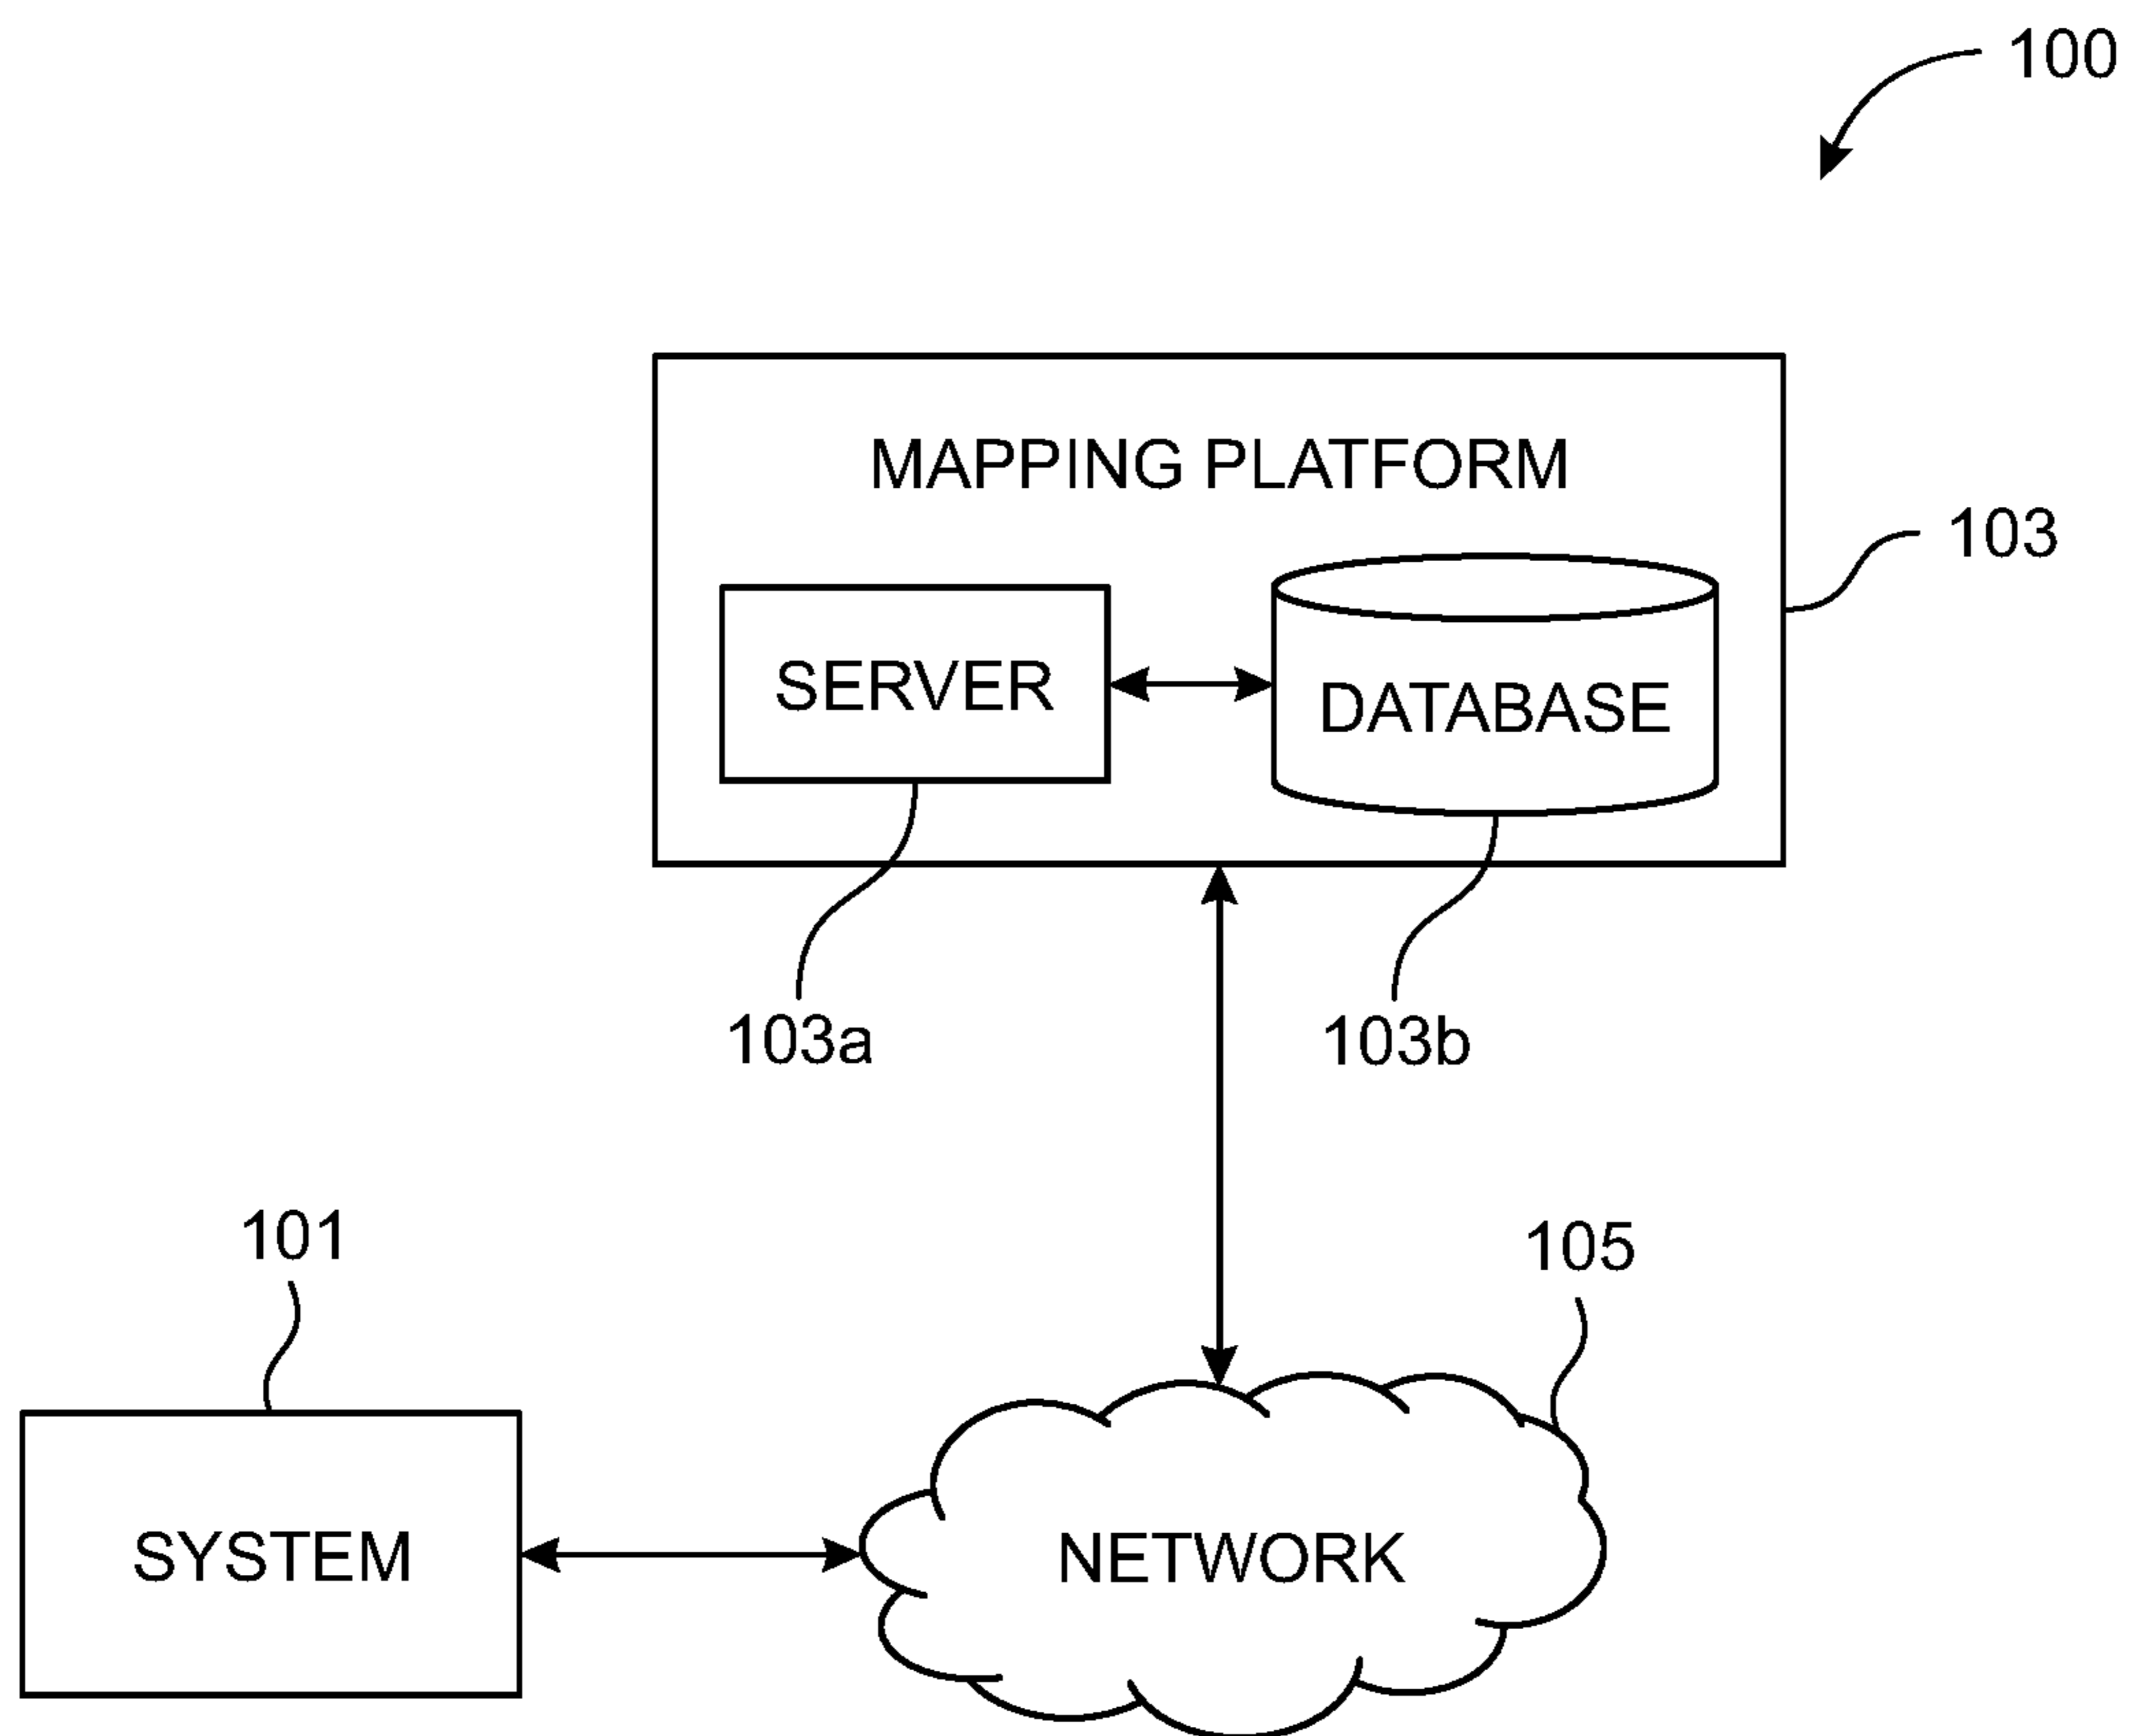 100
MAPPING PLATFORM
103
SERVER
DATABASE
103a
103b
101
105
SYSTEM
NETWORK